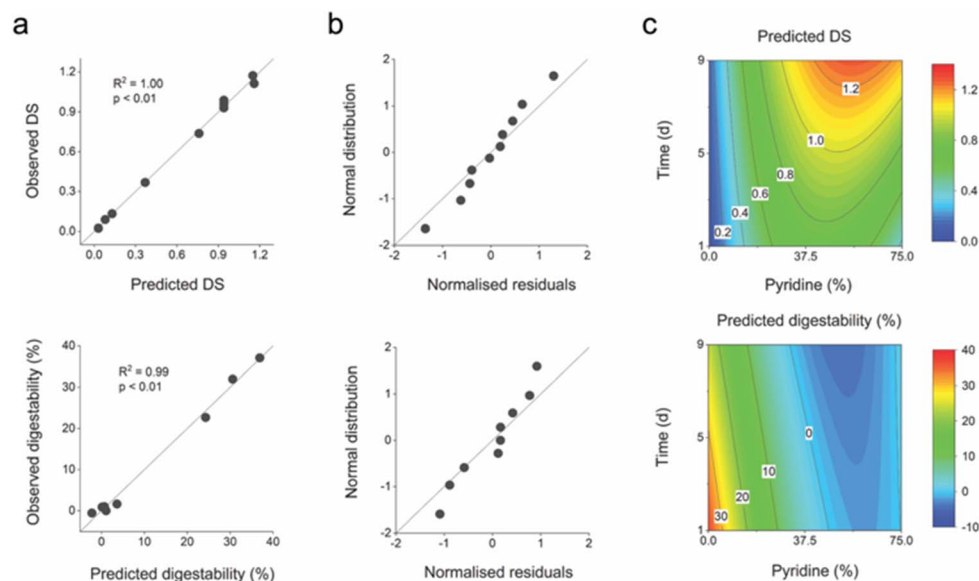 a
b
c
1.2
0.9
0.6
0.3
0.0
Observed DS
R² = 1.00
p < 0.01
0.0 0.3 0.6 0.9 1.2
Predicted DS
2
1
0
-1
-2
Normal distribution
-2 -1 0 1 2
Normalised residuals
Predicted DS
9
5
1
Time (d)
0.2
0.4
0.6
0.8
1.0
1.2
0.0 37.5 75.0
Pyridine (%)
1.2
1.0
0.8
0.6
0.4
0.2
0.0
40
30
20
10
0
Observed digestability (%)
R² = 0.99
p < 0.01
0 10 20 30 40
Predicted digestability (%)
2
1
0
-1
-2
Normal distribution
-2 -1 0 1 2
Normalised residuals
Predicted digestability (%)
9
5
1
Time (d)
30
20
10
0
0.0 37.5 75.0
Pyridine (%)
40
30
20
10
0
-10